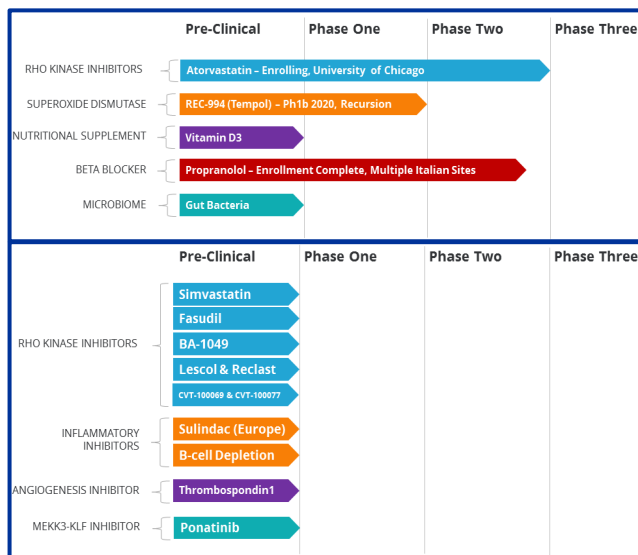 Pre-Clinical Phase One Phase Two Phase Three
RHO KINASE INHIBITORS Atorvastatin – Enrolling, University of Chicago
SUPEROXIDE DISMUTASE REC-994 (Tempol) – Ph1b 2020, Recursion
NUTRITIONAL SUPPLEMENT Vitamin D3
BETA BLOCKER Propranolol – Enrollment Complete, Multiple Italian Sites
MICROBIOME Gut Bacteria
Pre-Clinical Phase One Phase Two Phase Three
Simvastatin
Fasudil
RHO KINASE INHIBITORS BA-1049
Lescol & Reclast
CVT-100069 & CVT-100077
INFLAMMATORY Sulindac (Europe)
INHIBITORS B-cell Depletion
ANGIOGENESIS INHIBITOR Thrombospondin1
MEKK3-KLF INHIBITOR Ponatinib